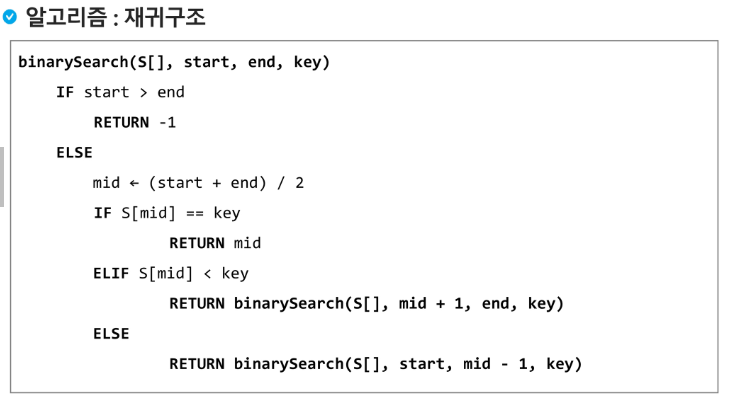 알고리즘 : 재귀구조
binarySearch(S[], start, end, key)
IF start > end
RETURN -1
ELSE
mid ← (start + end) / 2
IF S[mid] == key
RETURN mid
ELIF S[mid] < key
RETURN binarySearch(S[], mid + 1, end, key)
ELSE
RETURN binarySearch(S[], start, mid - 1, key)